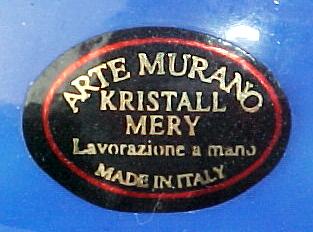 ARTE MURANO
KRISTALL
MERY
Lavorazione a mano
MADE IN ITALY